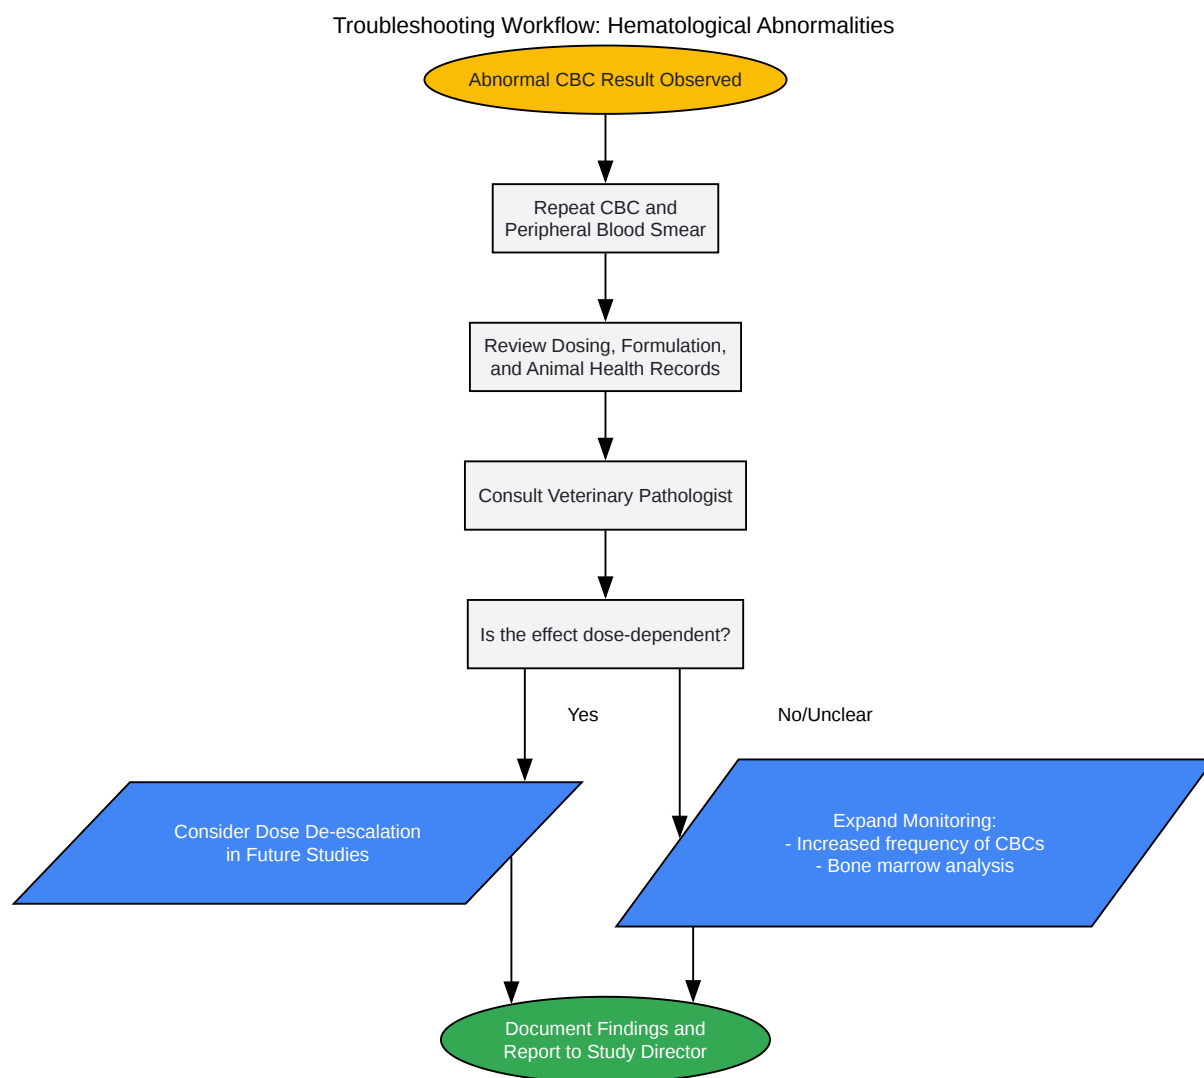 Troubleshooting Workflow: Hematological Abnormalities
Abnormal CBC Result Observed
Repeat CBC and
Peripheral Blood Smear
Review Dosing, Formulation,
and Animal Health Records
Consult Veterinary Pathologist
Is the effect dose-dependent?
Yes
No/Unclear
Consider Dose De-escalation
in Future Studies
Expand Monitoring:
- Increased frequency of CBCs
- Bone marrow analysis
Document Findings and
Report to Study Director